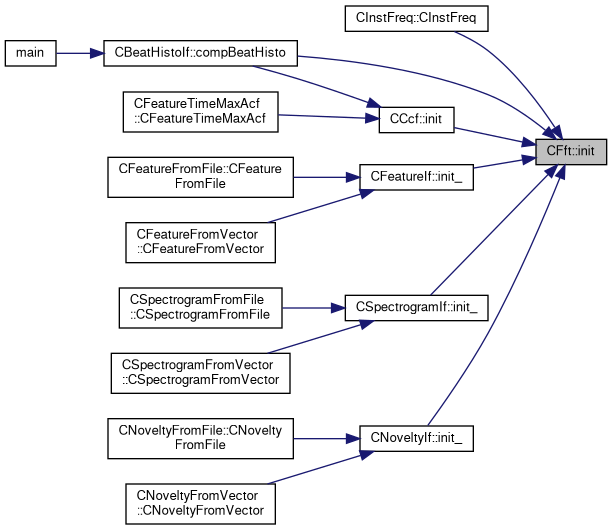 CInstFreq::CInstFreq
main
CBeatHistoIf::compBeatHisto
CFeatureTimeMaxAcf
::CFeatureTimeMaxAcf
CCcf::init
CFft::init
CFeatureFromFile::CFeature
FromFile
CFeatureIf::init_
CFeatureFromVector
::CFeatureFromVector
CSpectrogramFromFile
::CSpectrogramFromFile
CSpectrogramIf::init_
CSpectrogramFromVector
::CSpectrogramFromVector
CNoveltyFromFile::CNovelty
FromFile
CNoveltyIf::init_
CNoveltyFromVector
::CNoveltyFromVector